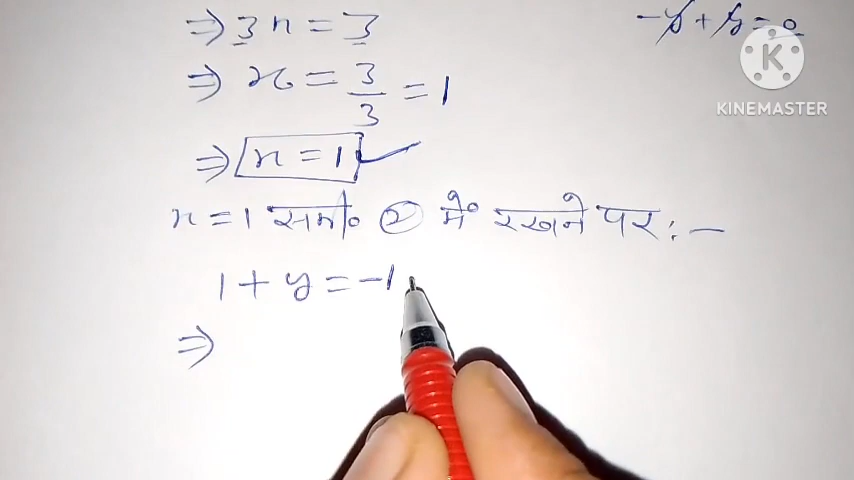 ⇒ 3x = 3
-y + y = 0
⇒ x = 3/3 = 1
K
KINEMASTER
⇒ x = 1 ✓
x = 1 समी० ② में रखने पर :-
1 + y = -1
⇒